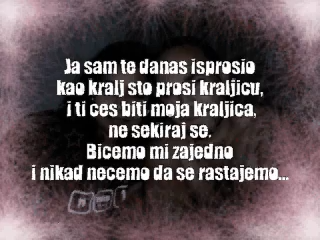 Ja sam te danas isprosio
kao kralj sto prosi kraljicu,
i ti ces biti moja kraljica,
ne sekiraj se.
Bicemo mi zajedno
i nikad necemo da se rastajemo...